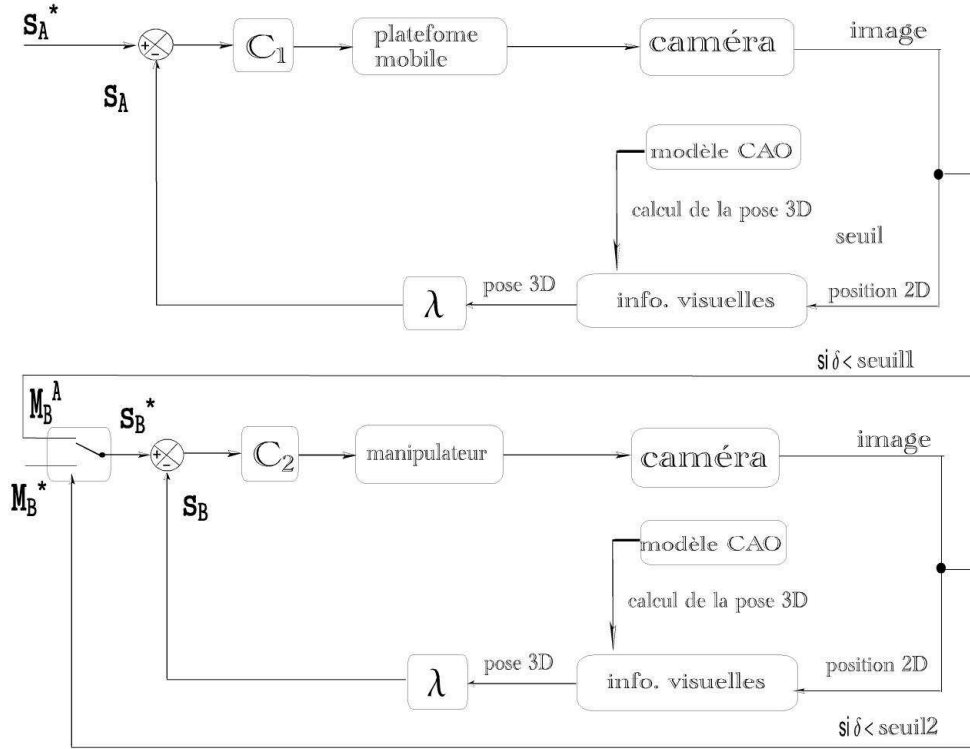 S_A*
+
-
C₁
platefome
mobile
caméra
image
S_A
modèle CAO
calcul de la pose 3D
seuil
λ
pose 3D
info. visuelles
position 2D
si δ< seuil1
M_B^A
S_B*
+
-
C₂
manipulateur
caméra
image
M_B*
S_B
modèle CAO
calcul de la pose 3D
λ
pose 3D
info. visuelles
position 2D
si δ< seuil2